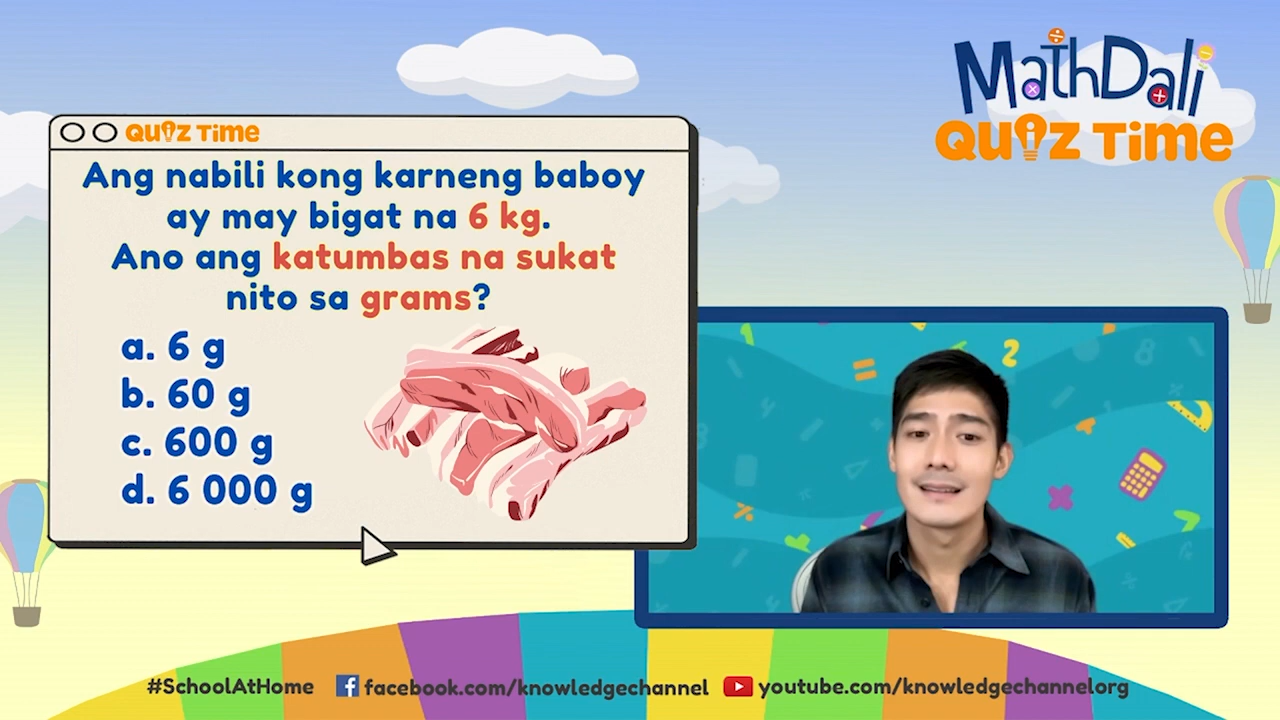 MathDali
QUIZ TIME
QUIZ TIME
Ang nabili kong karneng baboy
ay may bigat na 6 kg.
Ano ang katumbas na sukat
nito sa grams?
a. 6 g
b. 60 g
c. 600 g
d. 6 000 g
#SchoolAtHome
facebook.com/knowledgechannel
youtube.com/knowledgechannelorg